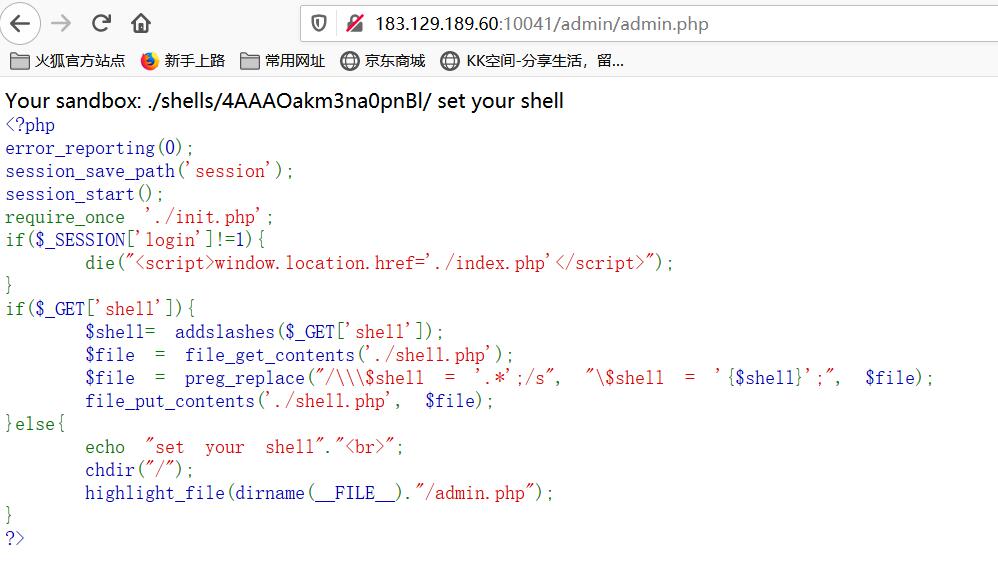 183.129.189.60:10041/admin/admin.php
火狐官方站点 新手上路 常用网址 京东商城 KK空间-分享生活，留...
Your sandbox: ./shells/4AAAOakm3na0pnBl/ set your shell
<?php
error_reporting(0);
session_save_path('session');
session_start();
require_once './init.php';
if($_SESSION['login']!=1){
die("<script>window.location.href='./index.php'</script>");
}
if($_GET['shell']){
$shell= addslashes($_GET['shell']);
$file = file_get_contents('./shell.php');
$file = preg_replace("/\\\$shell = '.*';/s", "\$shell = '{$shell}';", $file);
file_put_contents('./shell.php', $file);
}else{
echo "set your shell"."<br>";
chdir("/");
highlight_file(dirname(__FILE__)."/admin.php");
}
?>